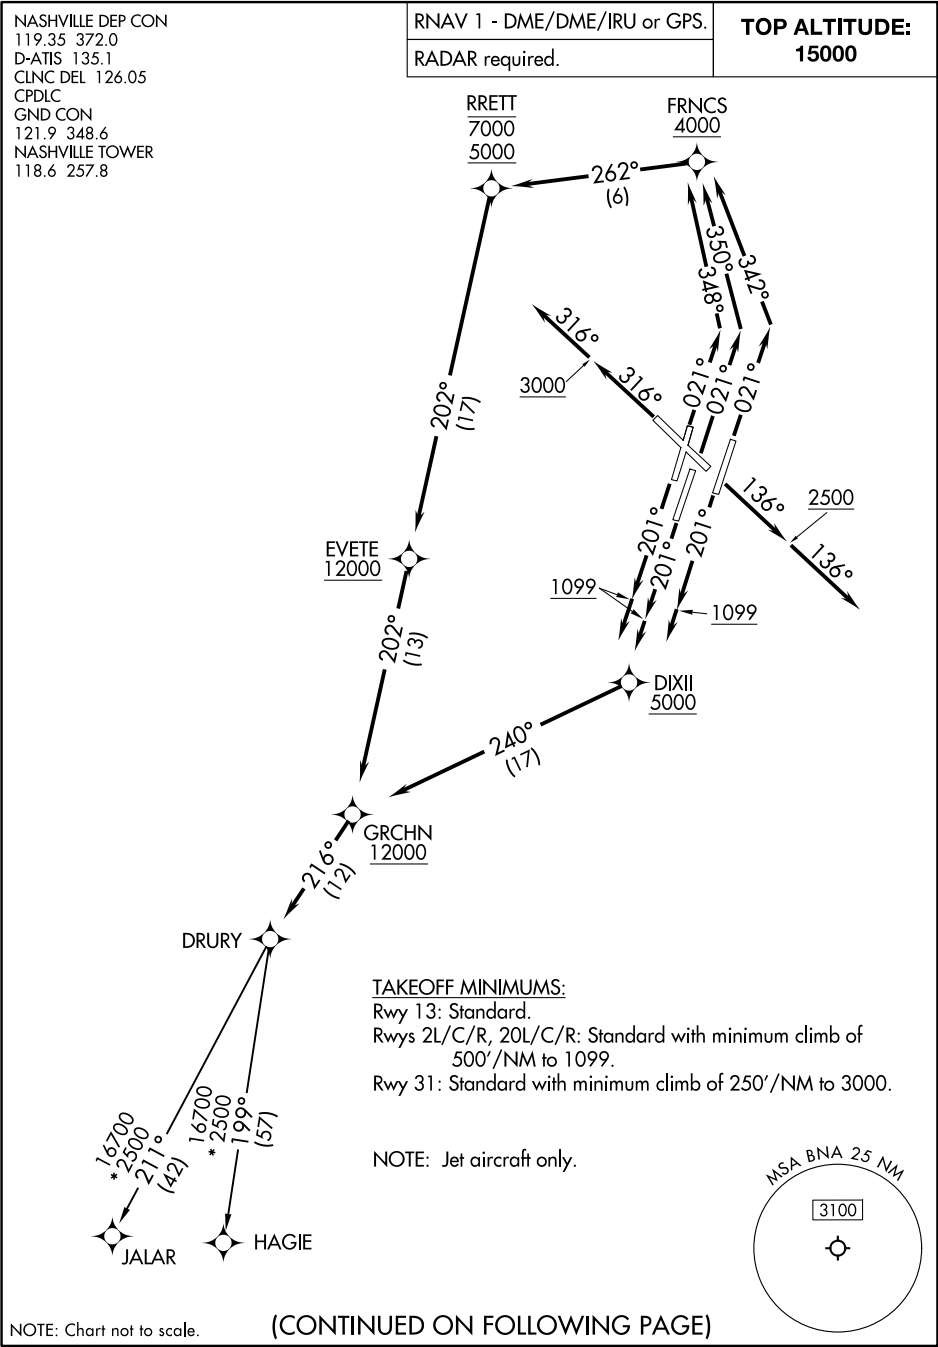 NASHVILLE DEP CON
119.35 372.0
D-ATIS 135.1
CLNC DEL 126.05
CPDLC
GND CON
121.9 348.6
NASHVILLE TOWER
118.6 257.8
RNAV 1 - DME/DME/IRU or GPS.
RADAR required.
TOP ALTITUDE:
15000
RRETT
7000
5000
FRNCS
4000
262°
(6)
350°
342°
348°
316°
3000
316°
021°
021°
021°
202°
(17)
136°
2500
136°
201°
201°
201°
EVETE
12000
1099
1099
202°
(13)
DIXII
5000
240°
(17)
GRCHN
12000
216°
(12)
DRURY
TAKEOFF MINIMUMS:
Rwy 13: Standard.
Rwys 2L/C/R, 20L/C/R: Standard with minimum climb of
500'/NM to 1099.
Rwy 31: Standard with minimum climb of 250'/NM to 3000.
16700
*2500
211°
(42)
16700
*2500
199°
(57)
NOTE: Jet aircraft only.
MSA BNA 25 NM
3100
JALAR
HAGIE
NOTE: Chart not to scale.
(CONTINUED ON FOLLOWING PAGE)